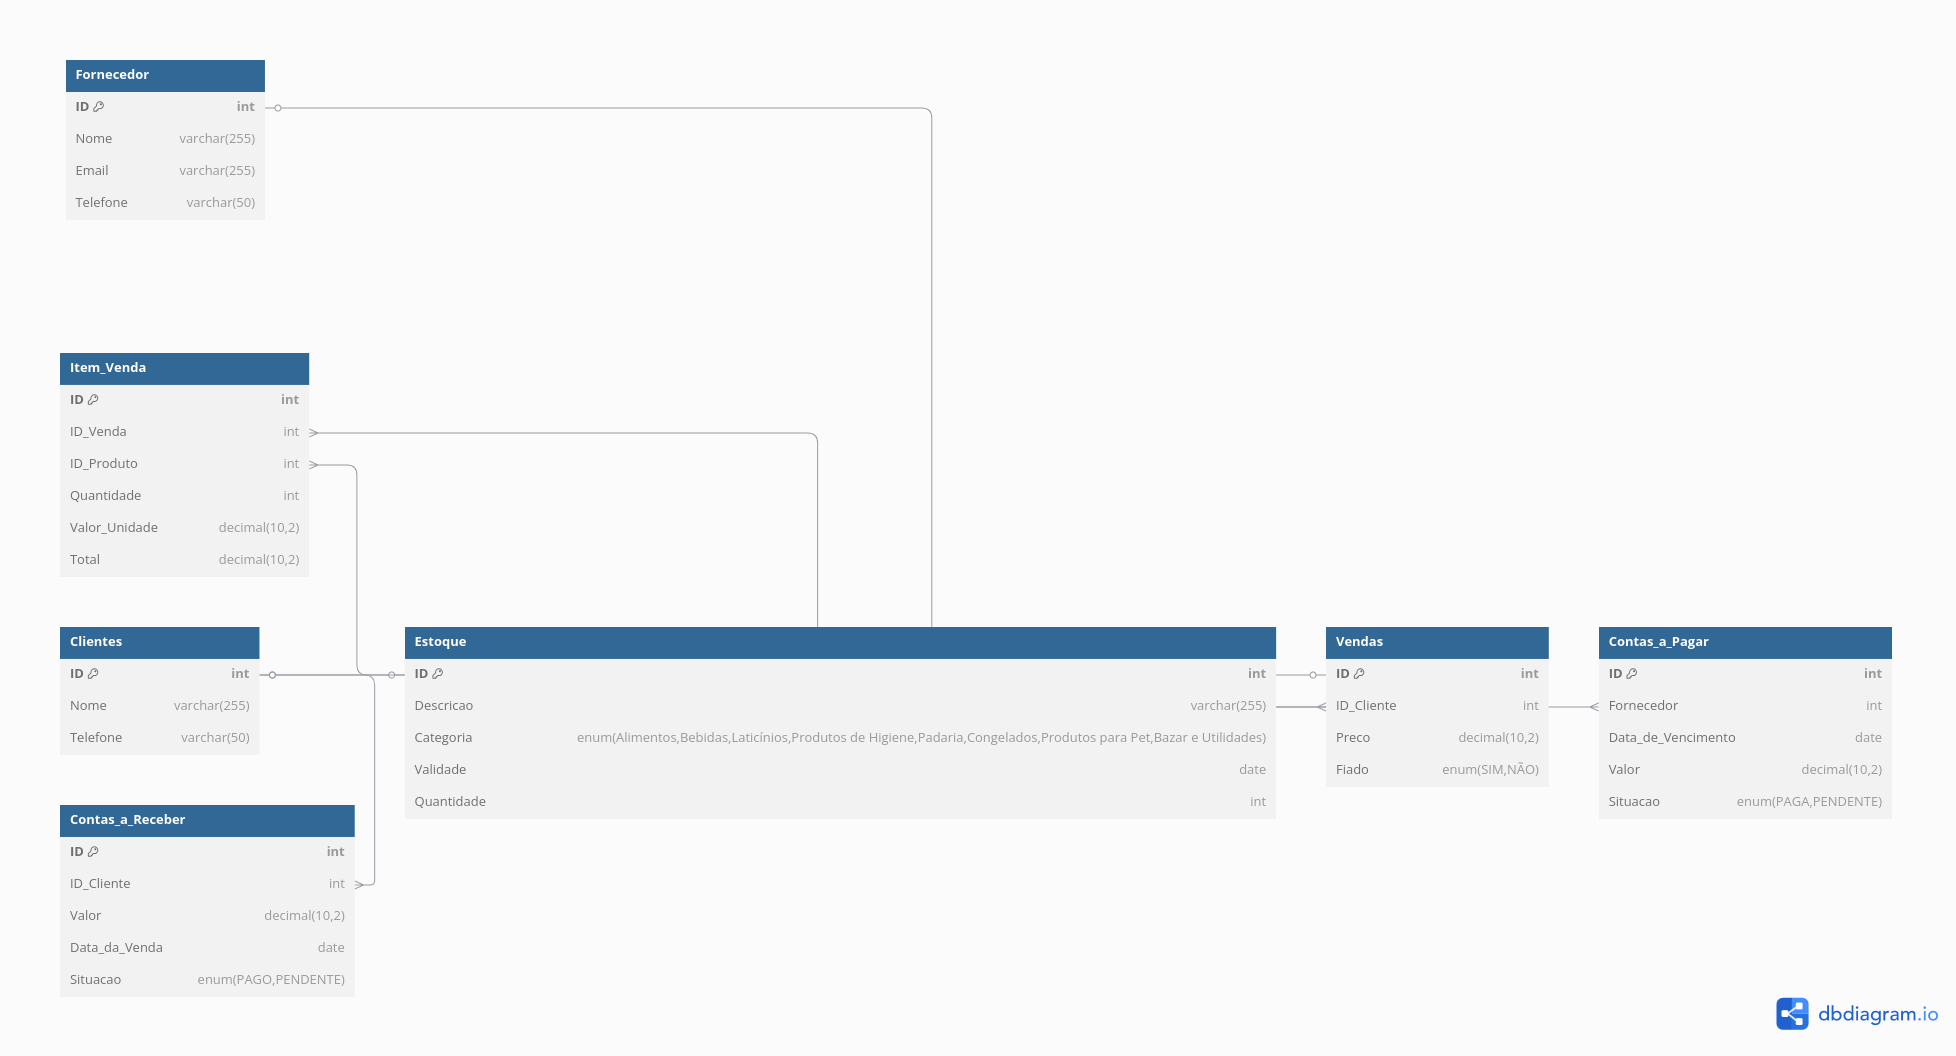 Fornecedor
ID int
Nome varchar(255)
Email varchar(255)
Telefone varchar(50)
Item_Venda
ID int
ID_Venda int
ID_Produto int
Quantidade int
Valor_Unidade decimal(10,2)
Total decimal(10,2)
Clientes
ID int
Nome varchar(255)
Telefone varchar(50)
Estoque
ID int
Descricao varchar(255)
Categoria enum(Alimentos,Bebidas,Laticínios,Produtos de Higiene,Padaria,Congelados,Produtos para Pet,Bazar e Utilidades)
Validade date
Quantidade int
Vendas
ID int
ID_Cliente int
Preco decimal(10,2)
Fiado enum(SIM,NÃO)
Contas_a_Pagar
ID int
Fornecedor int
Data_de_Vencimento date
Valor decimal(10,2)
Situacao enum(PAGA,PENDENTE)
Contas_a_Receber
ID int
ID_Cliente int
Valor decimal(10,2)
Data_da_Venda date
Situacao enum(PAGO,PENDENTE)
dbdiagram.io